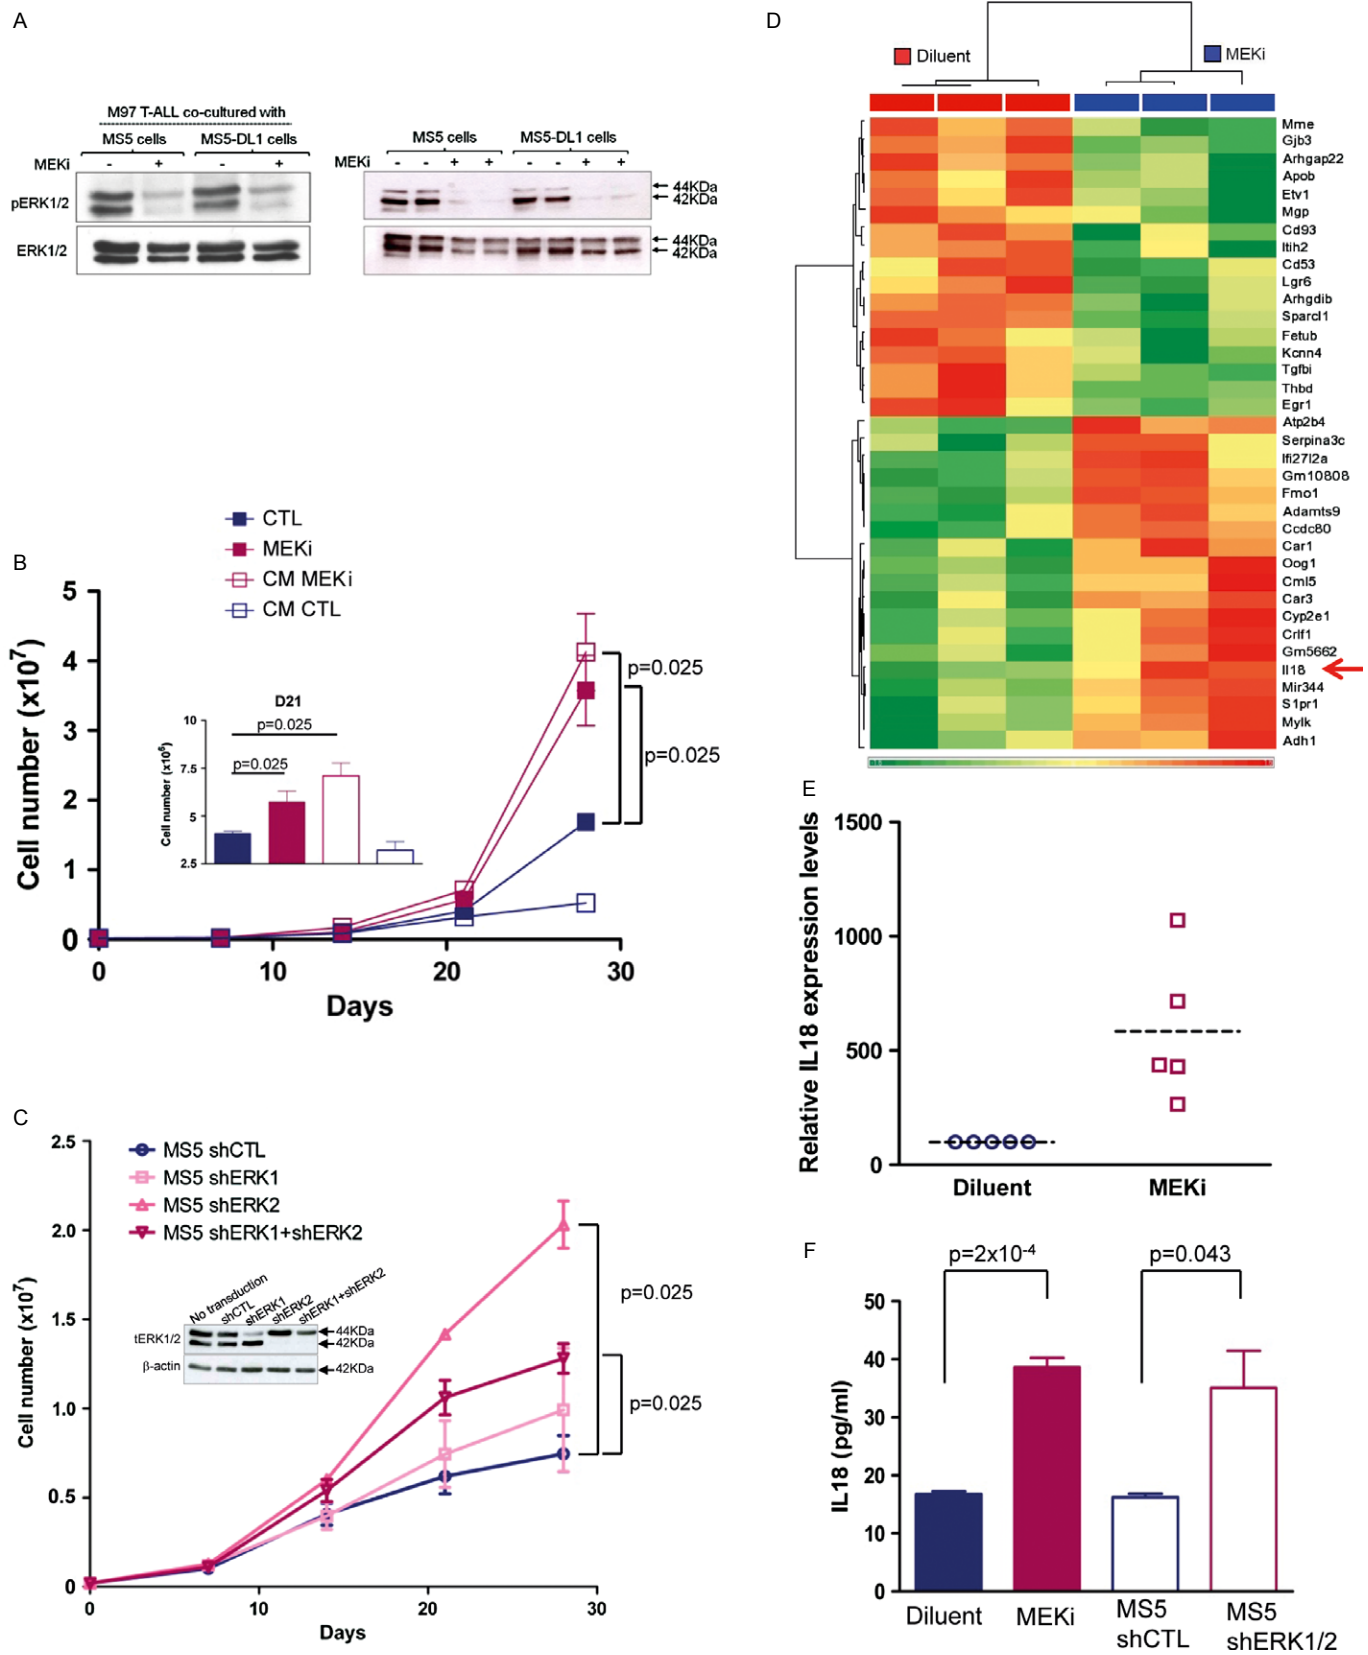 A
M97 T-ALL co-cultured with
MS5 cells MS5-DL1 cells
MEKi - + - +
pERK1/2
ERK1/2
MS5 cells MS5-DL1 cells
MEKi - - + + - - + +
44KDa
42KDa
44KDa
42KDa
B
CTL
MEKi
CM MEKi
CM CTL
Cell number (x10⁷)
5
4
3
2
1
0
0 10 20 30
Days
p=0.025
p=0.025
D21
p=0.025
p=0.025
Cell number (x10⁶)
10
7.5
5
2.5
C
MS5 shCTL
MS5 shERK1
MS5 shERK2
MS5 shERK1+shERK2
Cell number (x10⁷)
2.5
2.0
1.5
1.0
0.5
0
0 10 20 30
Days
p=0.025
p=0.025
No transduction
shCTL
shERK1
shERK2
shERK1+shERK2
tERK1/2
44KDa
42KDa
β-actin
42KDa
D
Diluent
MEKi
Mme
Gjb3
Arhgap22
Apob
Etv1
Mgp
Cd93
Itih2
Cd53
Lgr6
Arhgdib
Sparcl1
Fetub
Kcnn4
Tgfbi
Thbd
Egr1
Atp2b4
Serpina3c
Ifi27l2a
Gm10808
Fmo1
Adamts9
Ccdc80
Car1
Oog1
Cml5
Car3
Cyp2e1
Crlf1
Gm5662
Il18
Mir344
S1pr1
Mylk
Adh1
E
Relative IL18 expression levels
1500
1000
500
0
Diluent MEKi
F
p=2x10⁻⁴ p=0.043
IL18 (pg/ml)
50
40
30
20
10
0
Diluent MEKi MS5 shCTL MS5 shERK1/2